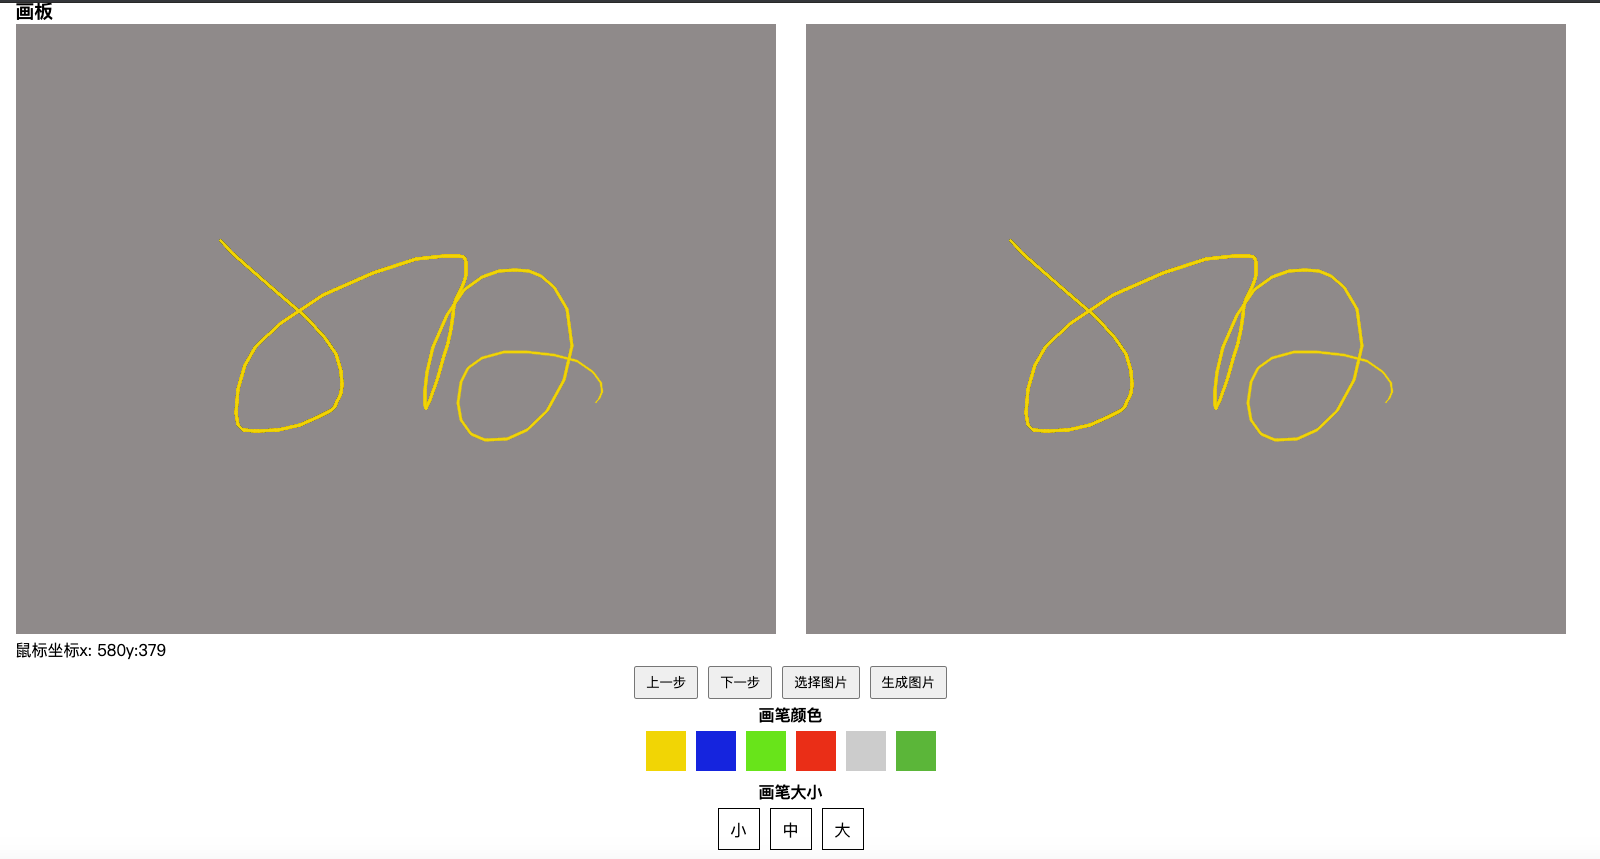 画板
鼠标坐标x: 580y:379
上一步 下一步 选择图片 生成图片
画笔颜色
画笔大小
小 中 大